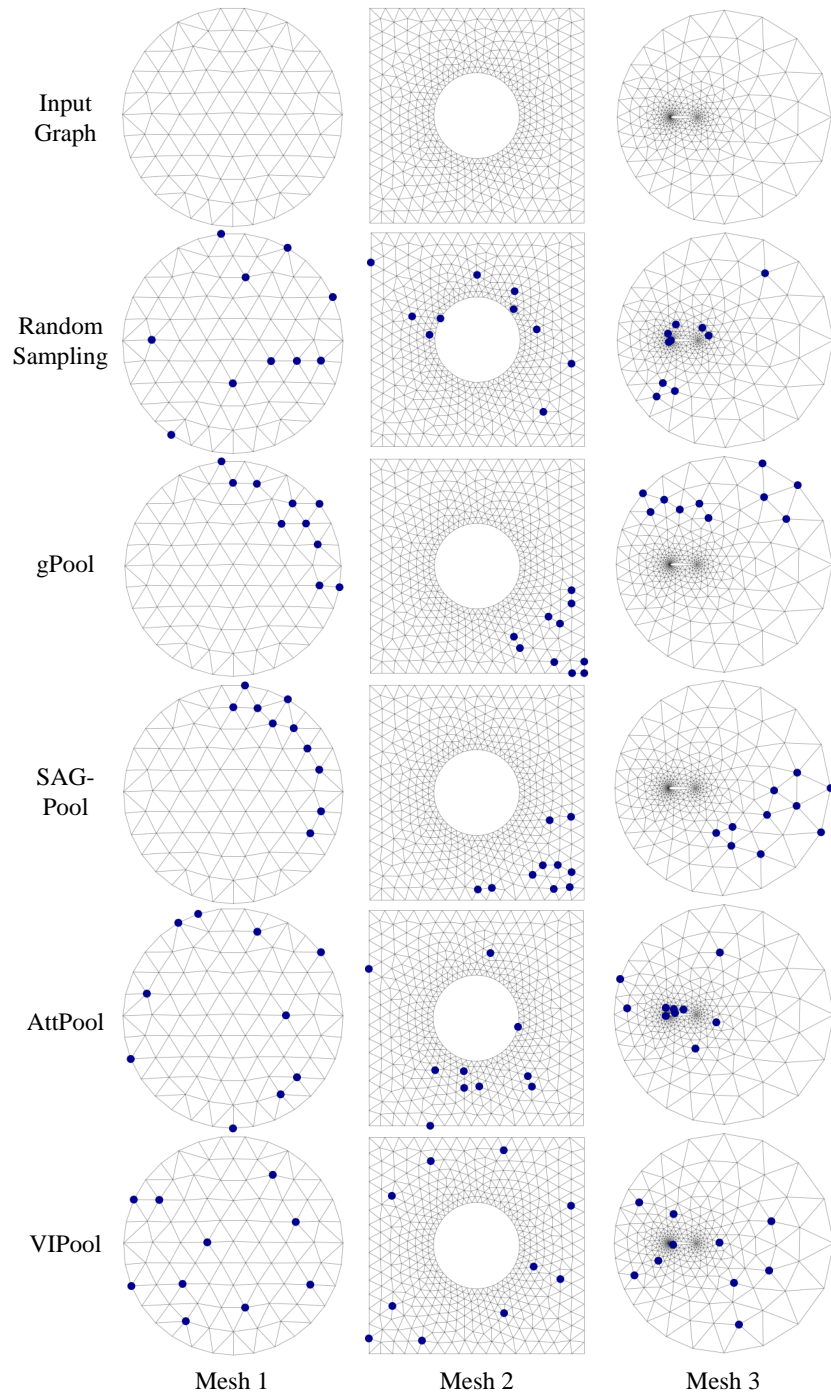 Input
Graph
Random
Sampling
gPool
SAG-
Pool
AttPool
VIPool
Mesh 1
Mesh 2
Mesh 3